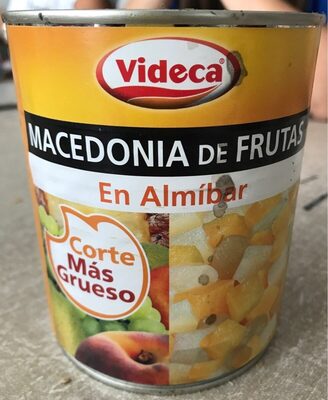 Videca
MACEDONIA DE FRUTAS
En Almíbar
Corte
Más
Grueso